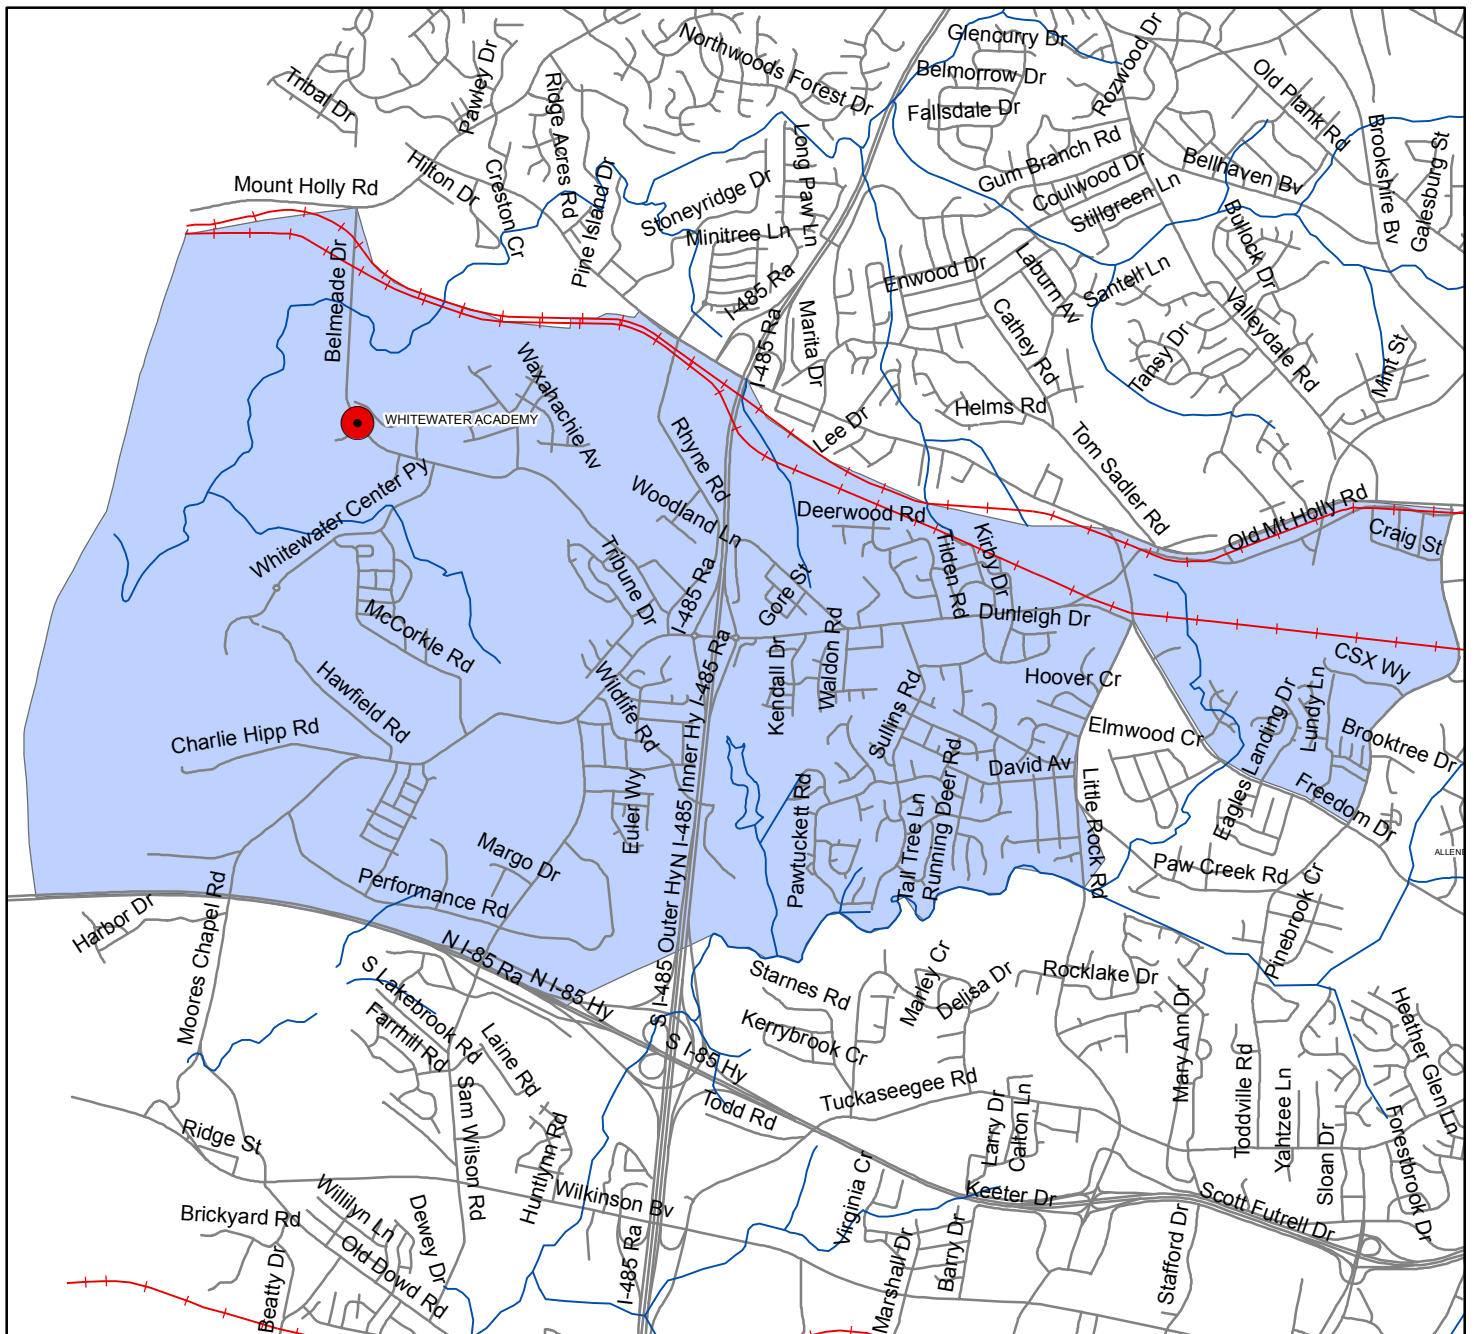 Glencurry Dr
Northwoods Forest Dr
Rozwood Dr
Pawley Dr
Tribal Dr
Ridge Acres Rd
Belmorrow Dr
Old Plank Rd
Fallsdale Dr
Brookshire Bv
Galesburg St
Long Paw Ln
Gum Branch Rd
Bellhaven Bv
Hilton Dr
Creston Cr
Coulwood Dr
Mount Holly Rd
Stoneyridge Dr
Stillgreen Ln
Pine Island Dr
Minitree Ln
Bullock Dr
Enwood Dr
Laburn Av
Santell Ln
I-485 Ra
Belmeade Dr
I-485 Ra
Marita Dr
Cathey Rd
Valleydale Rd
Tansy Dr
Mint St
Waxahachie Av
WHITEWATER ACADEMY
Helms Rd
Lee Dr
Rhyne Rd
Tom Sadler Rd
Whitewater Center Py
Woodland Ln
Deerwood Rd
Old Mt Holly Rd
Craig St
Kirby Dr
Tilden Rd
Tribune Dr
I-485 Ra
Gore St
Dunleigh Dr
McCorkle Rd
Waldon Rd
I-485 Ra
Kendall Dr
Hoover Cr
CSX Wy
Hawfield Rd
Wildlife Rd
Sullins Rd
Landing Dr
Lundy Ln
Charlie Hipp Rd
Elmwood Cr
Brooktree Dr
N I-485 Inner Hy
David Av
Eagles
Freedom Dr
Euler Wy
Pawtuckett Rd
Tall Tree Ln
Running Deer Rd
Little Rock Rd
ALLENB
Margo Dr
Paw Creek Rd
Performance Rd
Moores Chapel Rd
Harbor Dr
Pinebrook Cr
S I-485 Outer Hy
N I-85 Ra
N I-85 Hy
Starnes Rd
Marley Cr
Delisa Dr
Rocklake Dr
S Lakebrook Rd
Farrhill Rd
Laine Rd
Kerrybrook Cr
S I-85 Hy
Mary Ann Dr
Heather Glen Ln
Tuckaseegee Rd
Todd Rd
Sam Wilson Rd
Toddville Rd
Yahtzee Ln
Larry Dr
Calton Ln
Sloan Dr
Forestbrook Dr
Ridge St
Huntlynn Rd
Wilkinson Bv
Virginia Cr
Keeter Dr
Scott Futrell Dr
Willilyn Ln
Brickyard Rd
Dewey Dr
Old Dowd Rd
Beatty Dr
I-485 Ra
Marshall Dr
Barry Dr
Stafford Dr